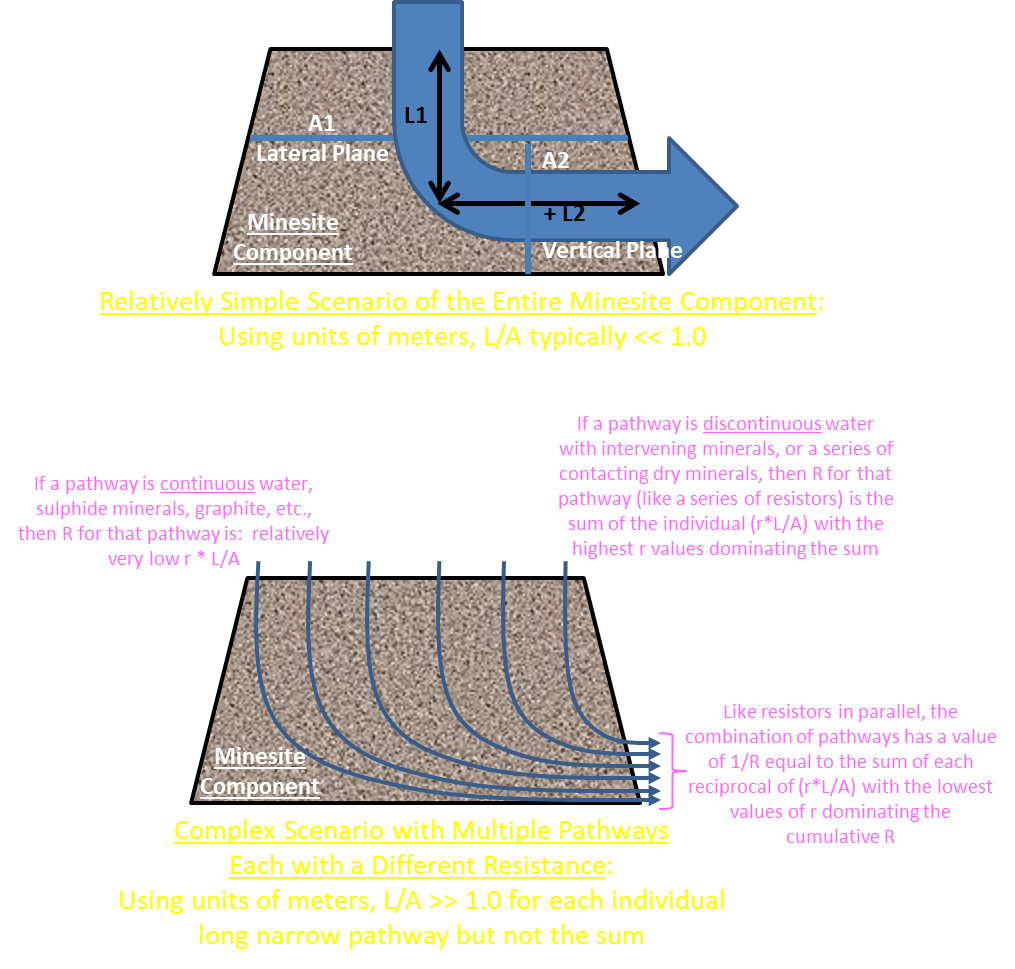 L1
A1
Lateral Plane
A2
+ L2
Minesite
Component
Vertical Plane
Relatively Simple Scenario of the Entire Minesite Component:
Using units of meters, L/A typically << 1.0
If a pathway is discontinuous water
with intervening minerals, or a series of
contacting dry minerals, then R for that
pathway (like a series of resistors) is the
sum of the individual (r*L/A) with the
highest r values dominating the sum
If a pathway is continuous water,
sulphide minerals, graphite, etc.,
then R for that pathway is:  relatively
very low r * L/A
Like resistors in parallel, the
combination of pathways has a value
of 1/R equal to the sum of each
reciprocal of (r*L/A) with the lowest
values of r dominating the
cumulative R
Minesite
Component
Complex Scenario with Multiple Pathways
Each with a Different Resistance:
Using units of meters, L/A >> 1.0 for each individual
long narrow pathway but not the sum